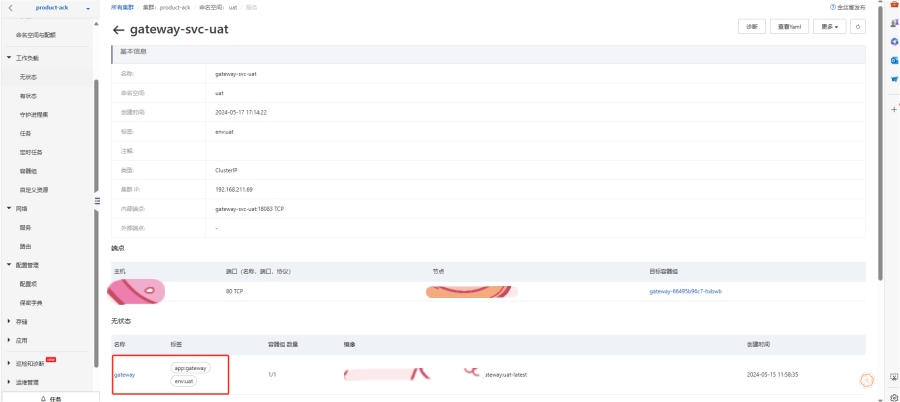 product-ack
所有集群 / 集群: product-ack / 命名空间: uat / 服务
金丝雀发布
gateway-svc-uat
诊断 查看Yaml 更多
命名空间与配额
工作负载
无状态
有状态
守护进程集
任务
定时任务
容器组
自定义资源
网络
服务
路由
配置管理
配置项
保密字典
存储
应用
巡检和诊断
运维管理
任务
基本信息
名称: gateway-svc-uat
命名空间: uat
创建时间: 2024-05-17 17:14:22
标签: env:uat
注解:
类型: ClusterIP
集群 IP: 192.168.211.69
内部端点: gateway-svc-uat:18083 TCP
外部端点: -
端点
主机 端口（名称、端口、协议） 节点 目标容器组
80 TCP
无状态
名称 标签 容器组 数量 镜像 创建时间
gateway app:gateway 1/1 .teway:uat-latest 2024-05-15 11:58:35
env:uat